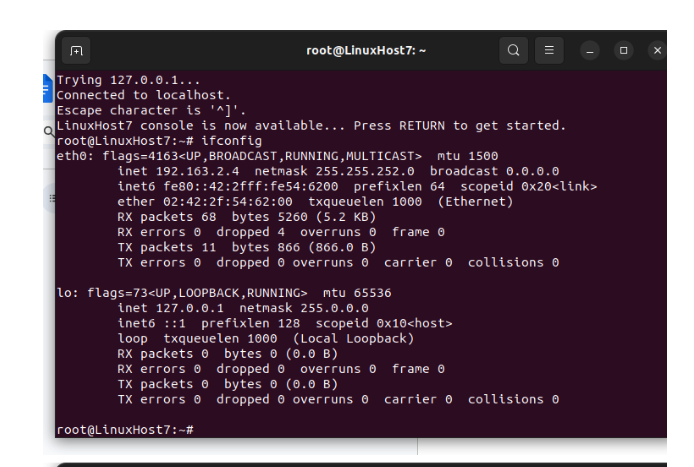 root@LinuxHost7: ~
Trying 127.0.0.1...
Connected to localhost.
Escape character is '^]'.
LinuxHost7 console is now available... Press RETURN to get started.
root@LinuxHost7:~# ifconfig
eth0: flags=4163<UP,BROADCAST,RUNNING,MULTICAST>  mtu 1500
        inet 192.163.2.4  netmask 255.255.252.0  broadcast 0.0.0.0
        inet6 fe80::42:2fff:fe54:6200  prefixlen 64  scopeid 0x20<link>
        ether 02:42:2f:54:62:00  txqueuelen 1000  (Ethernet)
        RX packets 68  bytes 5260 (5.2 KB)
        RX errors 0  dropped 4  overruns 0  frame 0
        TX packets 11  bytes 866 (866.0 B)
        TX errors 0  dropped 0 overruns 0  carrier 0  collisions 0

lo: flags=73<UP,LOOPBACK,RUNNING>  mtu 65536
        inet 127.0.0.1  netmask 255.0.0.0
        inet6 ::1  prefixlen 128  scopeid 0x10<host>
        loop  txqueuelen 1000  (Local Loopback)
        RX packets 0  bytes 0 (0.0 B)
        RX errors 0  dropped 0  overruns 0  frame 0
        TX packets 0  bytes 0 (0.0 B)
        TX errors 0  dropped 0 overruns 0  carrier 0  collisions 0

root@LinuxHost7:~#